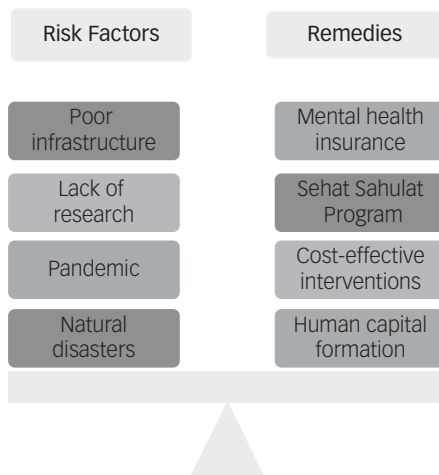 Risk Factors
Remedies
Poor
infrastructure
Mental health
insurance
Lack of
research
Sehat Sahulat
Program
Pandemic
Cost-effective
interventions
Natural
disasters
Human capital
formation